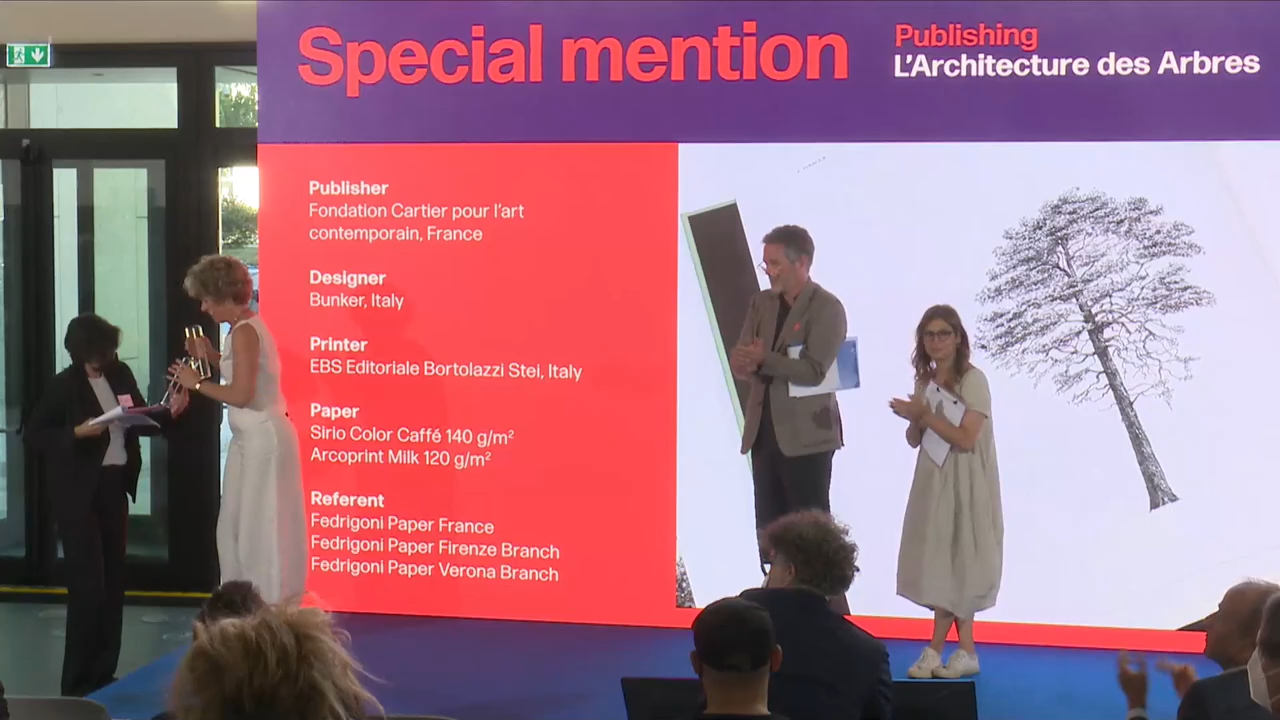 Special mention
Publishing
L'Architecture des Arbres
Publisher
Fondation Cartier pour l'art
contemporain, France
Designer
Bunker, Italy
Printer
EBS Editoriale Bortolazzi Stei, Italy
Paper
Sirio Color Caffé 140 g/m²
Arcoprint Milk 120 g/m²
Referent
Fedrigoni Paper France
Fedrigoni Paper Firenze Branch
Fedrigoni Paper Verona Branch